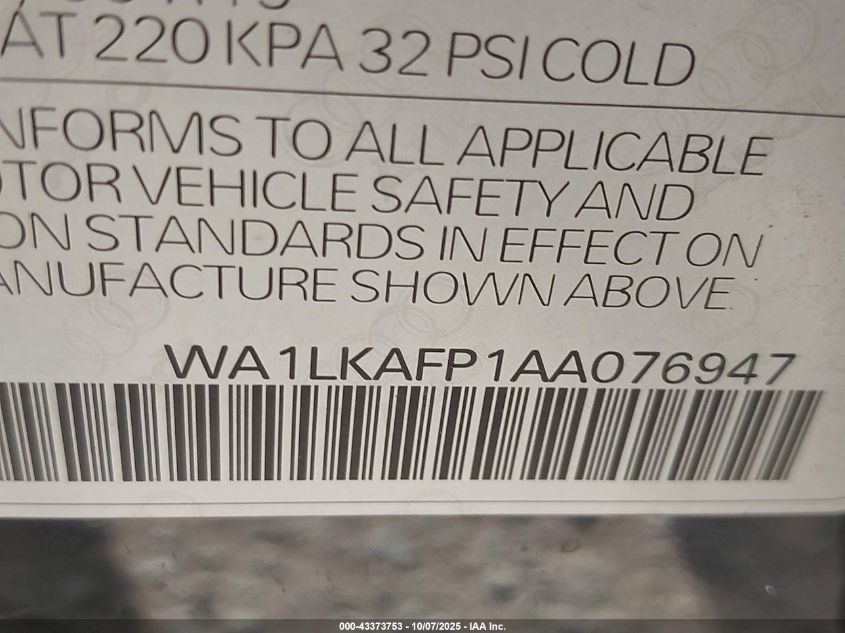 AT 220 KPA 32 PSI COLD
NFORMS TO ALL APPLICABLE
TOR VEHICLE SAFETY AND
ON STANDARDS IN EFFECT ON
ANUFACTURE SHOWN ABOVE.
WA1LKAFP1AA076947
000-43373753 - 10/07/2025 - IAA Inc.